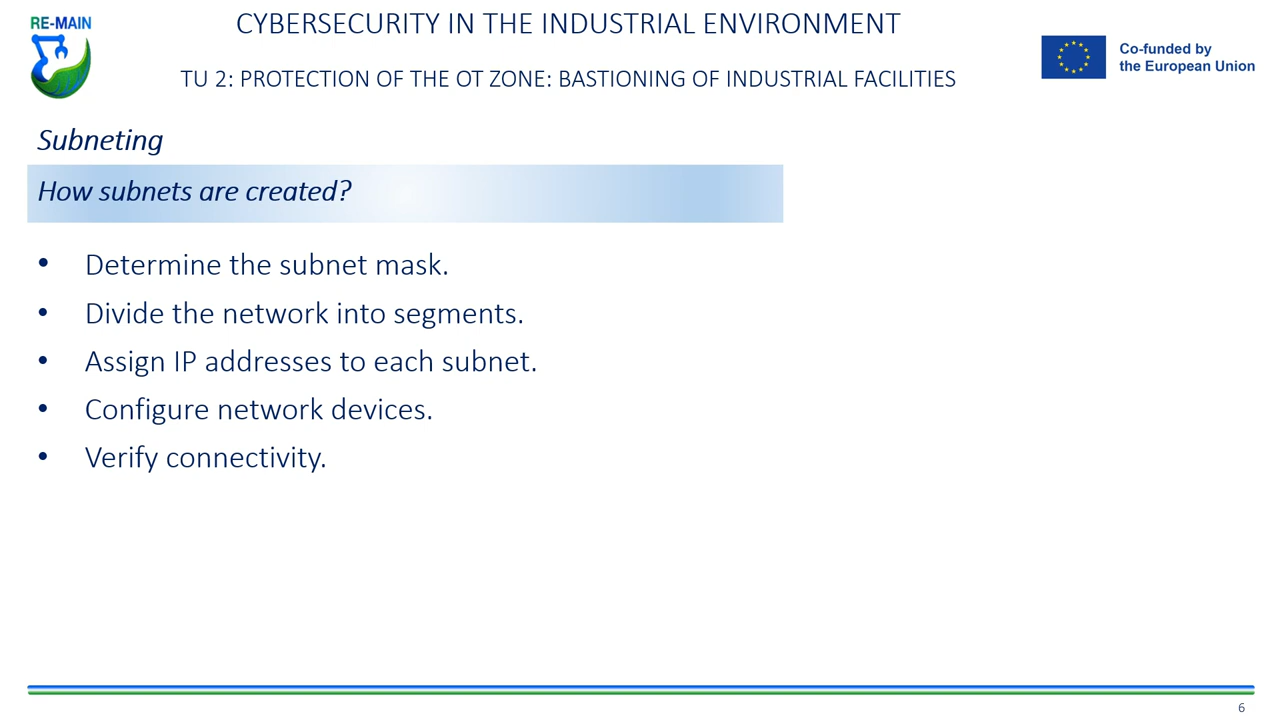 RE-MAIN
CYBERSECURITY IN THE INDUSTRIAL ENVIRONMENT
TU 2: PROTECTION OF THE OT ZONE: BASTIONING OF INDUSTRIAL FACILITIES
Co-funded by
the European Union
Subneting
How subnets are created?
• Determine the subnet mask.
• Divide the network into segments.
• Assign IP addresses to each subnet.
• Configure network devices.
• Verify connectivity.
6